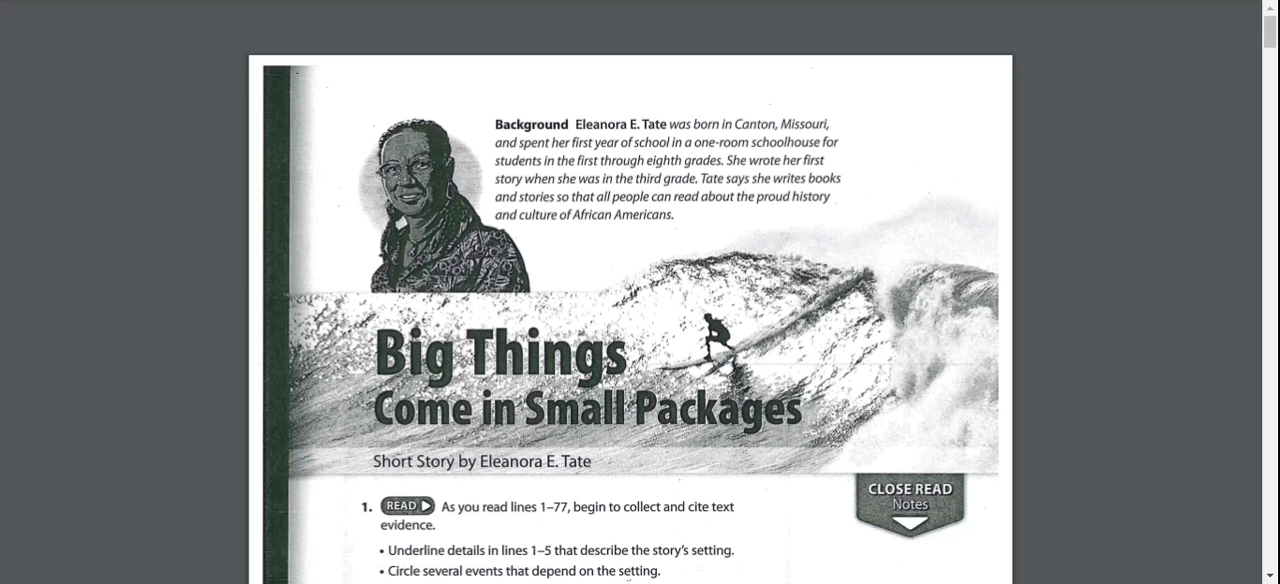 Background Eleanora E. Tate was born in Canton, Missouri,
and spent her first year of school in a one-room schoolhouse for
students in the first through eighth grades. She wrote her first
story when she was in the third grade. Tate says she writes books
and stories so that all people can read about the proud history
and culture of African Americans.
Big Things
Come in Small Packages
Short Story by Eleanora E. Tate
CLOSE READ
Notes
1. READ As you read lines 1–77, begin to collect and cite text
evidence.
• Underline details in lines 1–5 that describe the story's setting.
• Circle several events that depend on the setting.